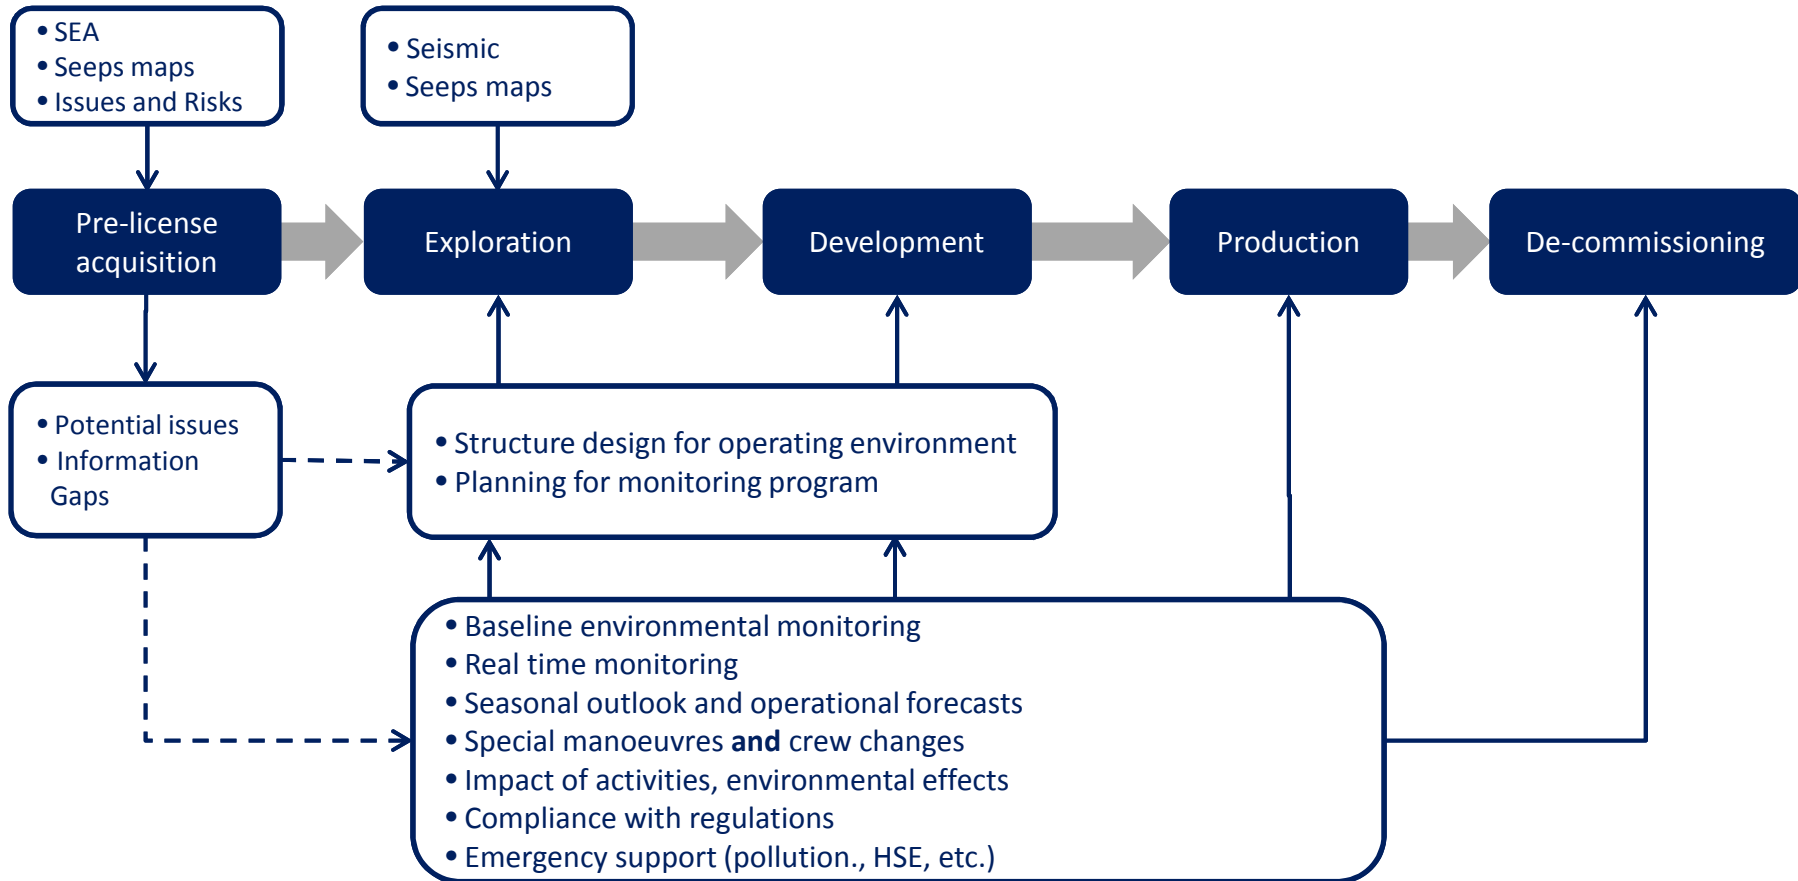 • SEA
• Seeps maps
• Issues and Risks
• Seismic
• Seeps maps
Pre-license
acquisition
Exploration
Development
Production
De-commissioning
• Potential issues
• Information
Gaps
• Structure design for operating environment
• Planning for monitoring program
• Baseline environmental monitoring
• Real time monitoring
• Seasonal outlook and operational forecasts
• Special manoeuvres and crew changes
• Impact of activities, environmental effects
• Compliance with regulations
• Emergency support (pollution., HSE, etc.)